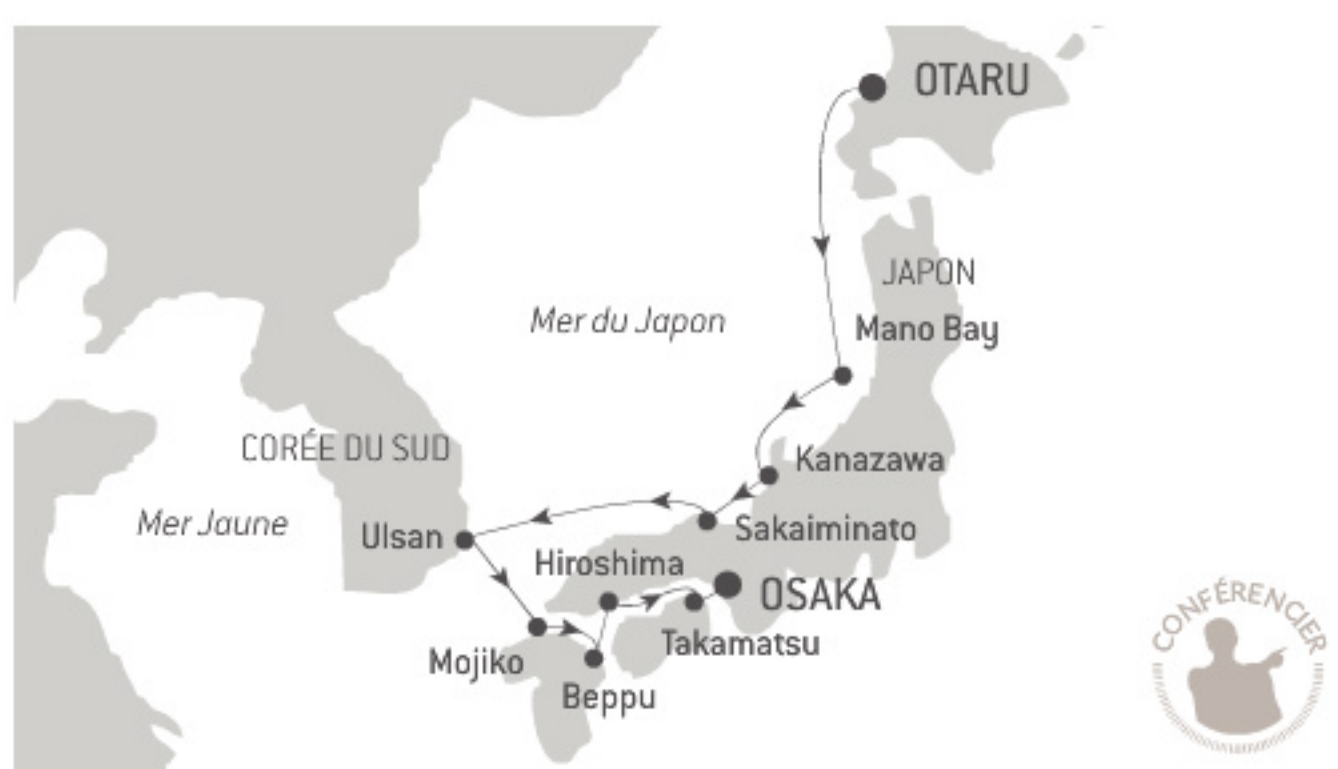 OTARU
JAPON
Mano Bay
Mer du Japon
CORÉE DU SUD
Kanazawa
Mer Jaune
Ulsan
Sakaiminato
Hiroshima
OSAKA
Takamatsu
Mojiko
Beppu
CONFÉRENCIER